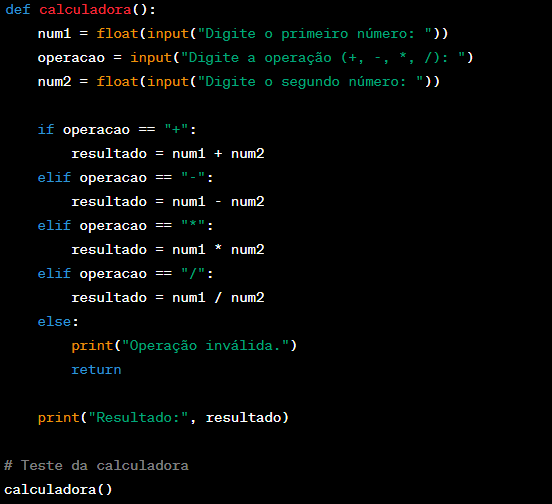 def calculadora():
    num1 = float(input("Digite o primeiro número: "))
    operacao = input("Digite a operação (+, -, *, /): ")
    num2 = float(input("Digite o segundo número: "))

    if operacao == "+":
        resultado = num1 + num2
    elif operacao == "-":
        resultado = num1 - num2
    elif operacao == "*":
        resultado = num1 * num2
    elif operacao == "/":
        resultado = num1 / num2
    else:
        print("Operação inválida.")
        return

    print("Resultado:", resultado)

# Teste da calculadora
calculadora()